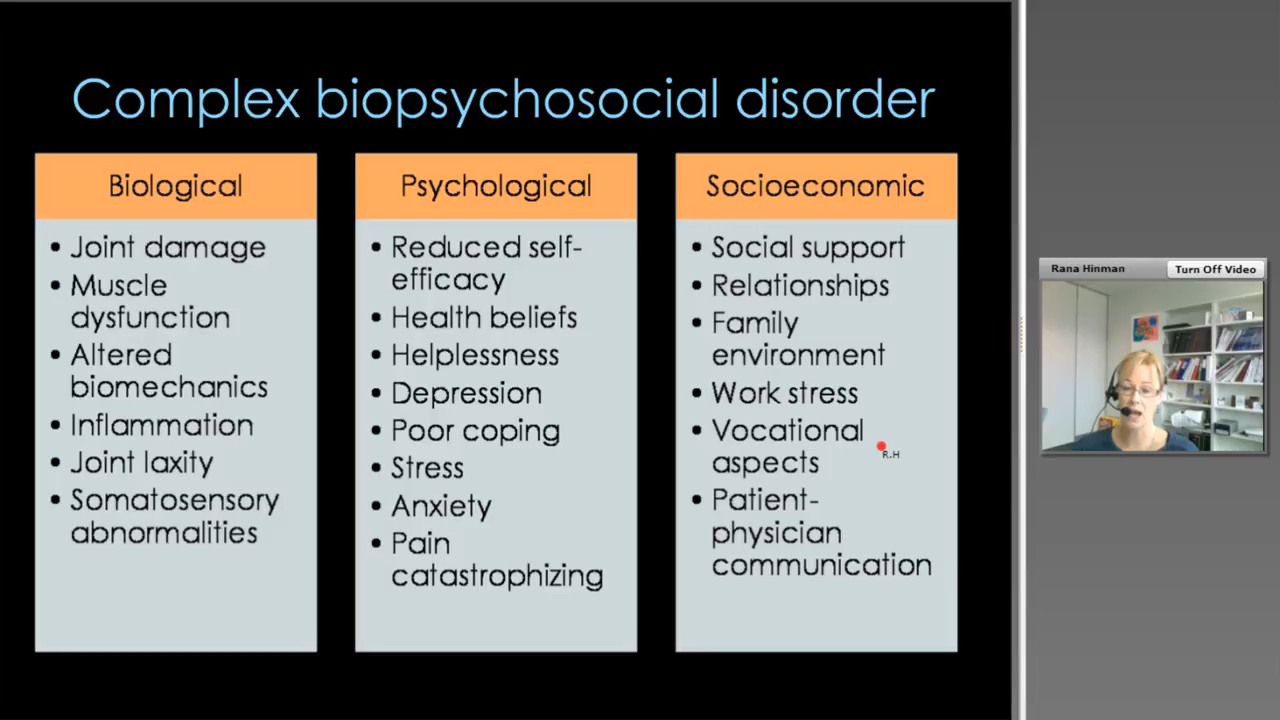 Complex biopsychosocial disorder
Biological
• Joint damage
• Muscle
dysfunction
• Altered
biomechanics
• Inflammation
• Joint laxity
• Somatosensory
abnormalities
Psychological
• Reduced self-
efficacy
• Health beliefs
• Helplessness
• Depression
• Poor coping
• Stress
• Anxiety
• Pain
catastrophizing
Socioeconomic
• Social support
• Relationships
• Family
environment
• Work stress
• Vocational
aspects
• Patient-
physician
communication
R.H
Rana Hinman
Turn Off Video